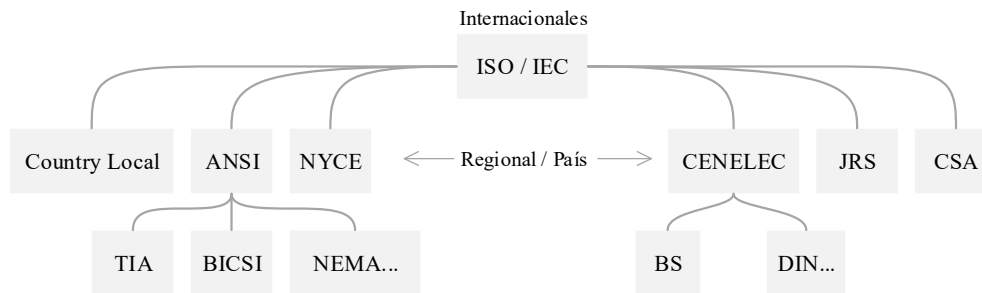 Internacionales
ISO / IEC
Country Local
ANSI
NYCE
Regional / País
CENELEC
JRS
CSA
TIA
BICSI
NEMA...
BS
DIN...